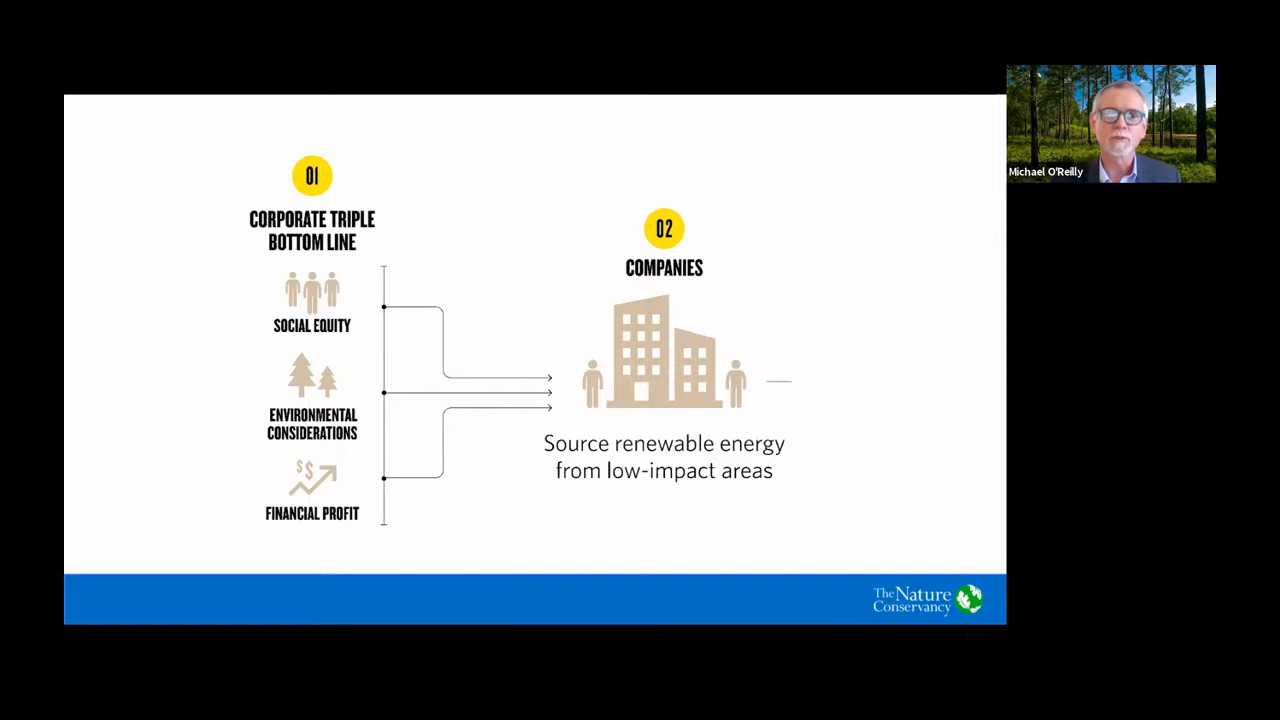 01
CORPORATE TRIPLE
BOTTOM LINE
SOCIAL EQUITY
ENVIRONMENTAL
CONSIDERATIONS
$$
FINANCIAL PROFIT
02
COMPANIES
Source renewable energy
from low-impact areas
The Nature
Conservancy
Michael O'Reilly